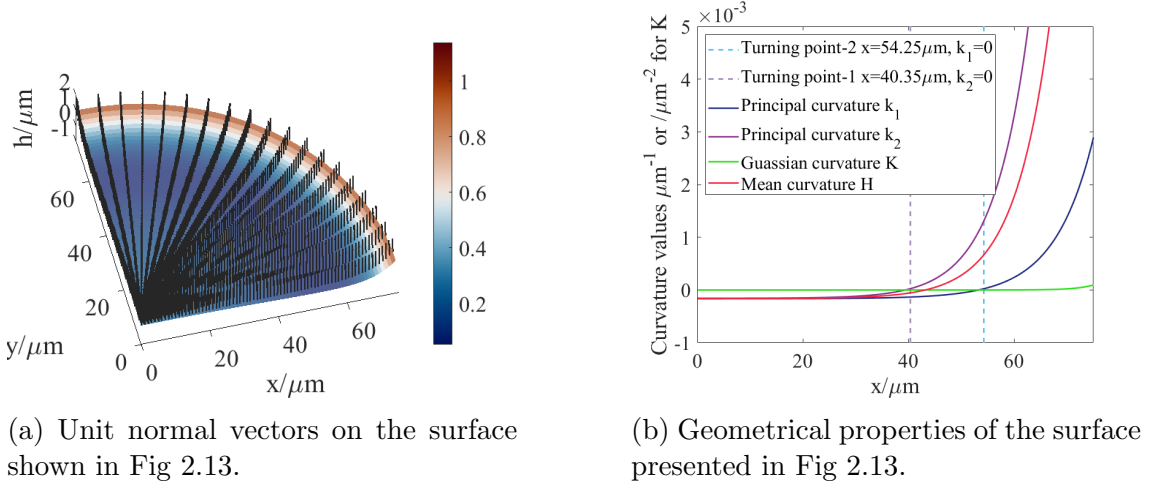 h/μm
2
1
0
-1
60
40
20
0
y/μm
0
20
40
60
x/μm
1
0.8
0.6
0.4
0.2
×10⁻³
5
4
3
2
1
0
-1
Curvature values μm⁻¹ or /μm⁻² for K
Turning point-2 x=54.25μm, k₁=0
Turning point-1 x=40.35μm, k₂=0
Principal curvature k₁
Principal curvature k₂
Guassian curvature K
Mean curvature H
0
20
40
60
x/μm
(a) Unit normal vectors on the surface
shown in Fig 2.13.
(b) Geometrical properties of the surface
presented in Fig 2.13.